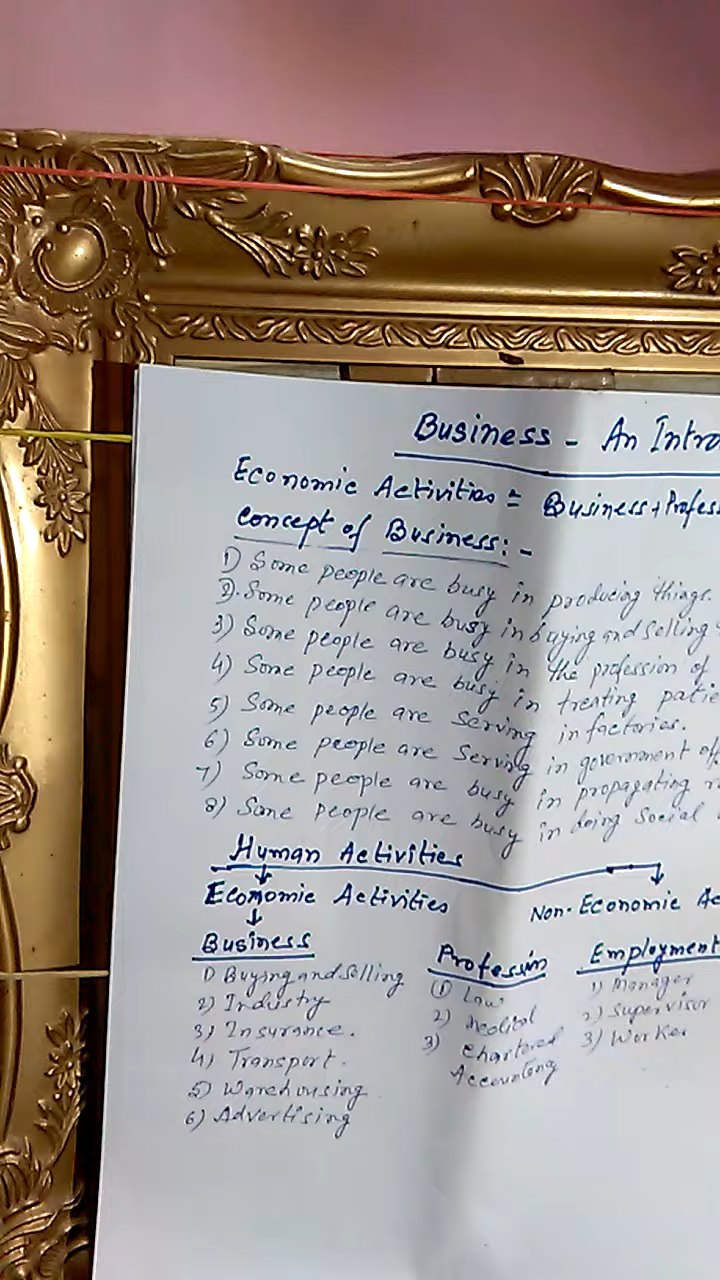 Business - An Intro
Economic Activities = Business + Profess
Concept of Business: -
1) Some people are busy in producing things.
2). Some people are busy in buying and selling
3) Some people are busy in the profession of
4) Some people are busy in treating patie
5) Some people are serving in factories.
6) Some people are serving in government of
7) Some people are busy in propagating r
8) Some people are busy in doing social
Human Activities
Economic Activities Non-Economic Ac
Business Profession Employment
1) Buying and Selling ① Law 1) Manager
2) Industry 2) Medical 2) Supervisor
3) Insurance. 3) Chartered 3) Worker
4) Transport. Accounting
5) Warehousing
6) Advertising